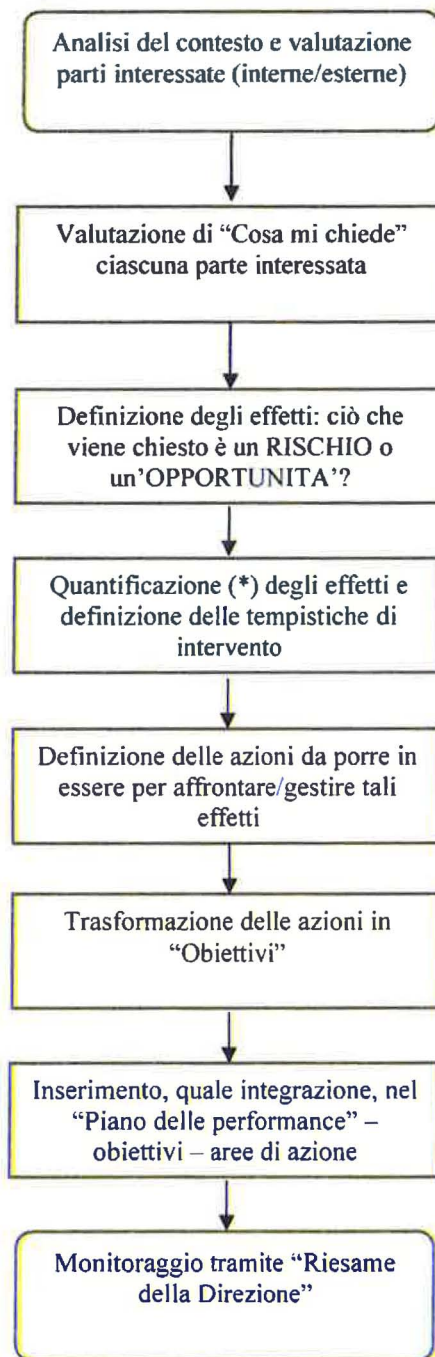 Analisi del contesto e valutazione
parti interessate (interne/esterne)
Valutazione di “Cosa mi chiede”
ciascuna parte interessata
Definizione degli effetti: ciò che
viene chiesto è un RISCHIO o
un'OPPORTUNITA'?
Quantificazione (*) degli effetti e
definizione delle tempistiche di
intervento
Definizione delle azioni da porre in
essere per affrontare/gestire tali
effetti
Trasformazione delle azioni in
“Obiettivi”
Inserimento, quale integrazione, nel
“Piano delle performance” –
obiettivi – aree di azione
Monitoraggio tramite “Riesame
della Direzione”